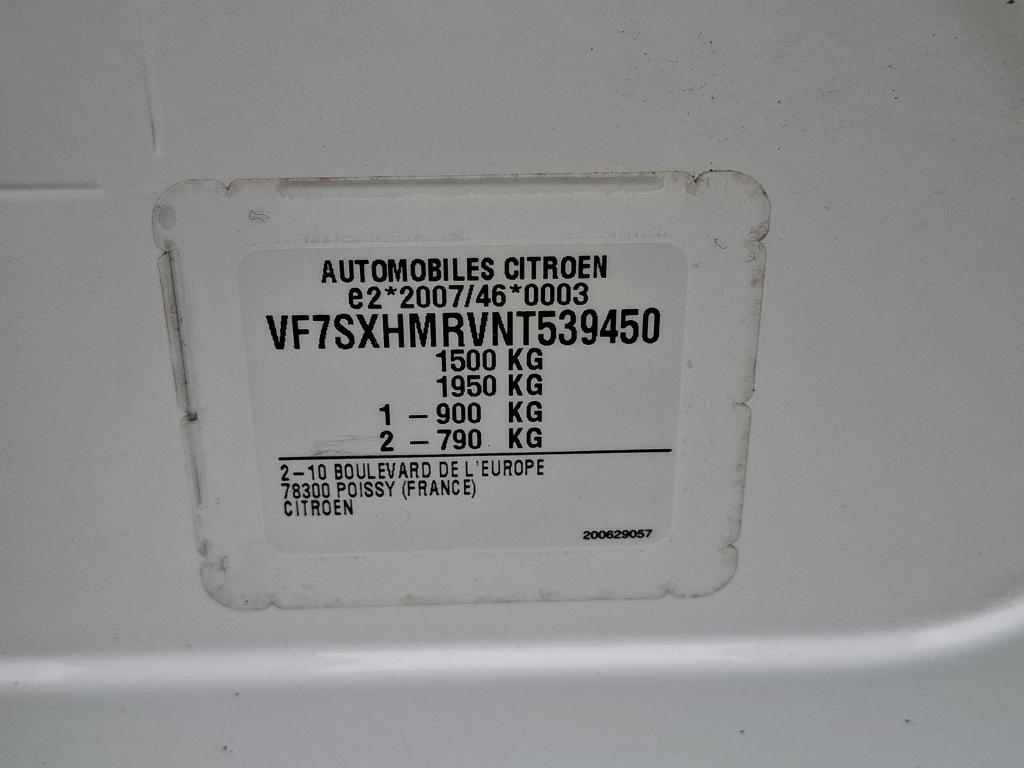 AUTOMOBILES CITROEN
e2*2007/46*0003
VF7SXHMRVNT539450
1500 KG
1950 KG
1 – 900 KG
2 – 790 KG
2–10 BOULEVARD DE L'EUROPE
78300 POISSY (FRANCE)
CITROEN
200629057